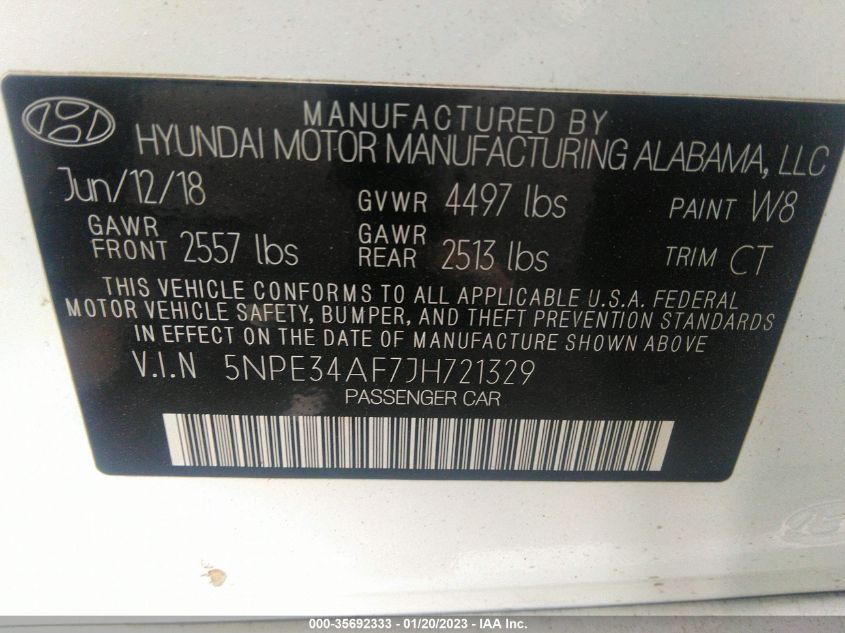 MANUFACTURED BY
HYUNDAI MOTOR MANUFACTURING ALABAMA, LLC
Jun/12/18 GVWR 4497 lbs PAINT W8
GAWR FRONT 2557 lbs GAWR REAR 2513 lbs TRIM CT
THIS VEHICLE CONFORMS TO ALL APPLICABLE U.S.A. FEDERAL
MOTOR VEHICLE SAFETY, BUMPER, AND THEFT PREVENTION STANDARDS
IN EFFECT ON THE DATE OF MANUFACTURE SHOWN ABOVE
V.I.N 5NPE34AF7JH721329
PASSENGER CAR
000-35692333 - 01/20/2023 - IAA Inc.